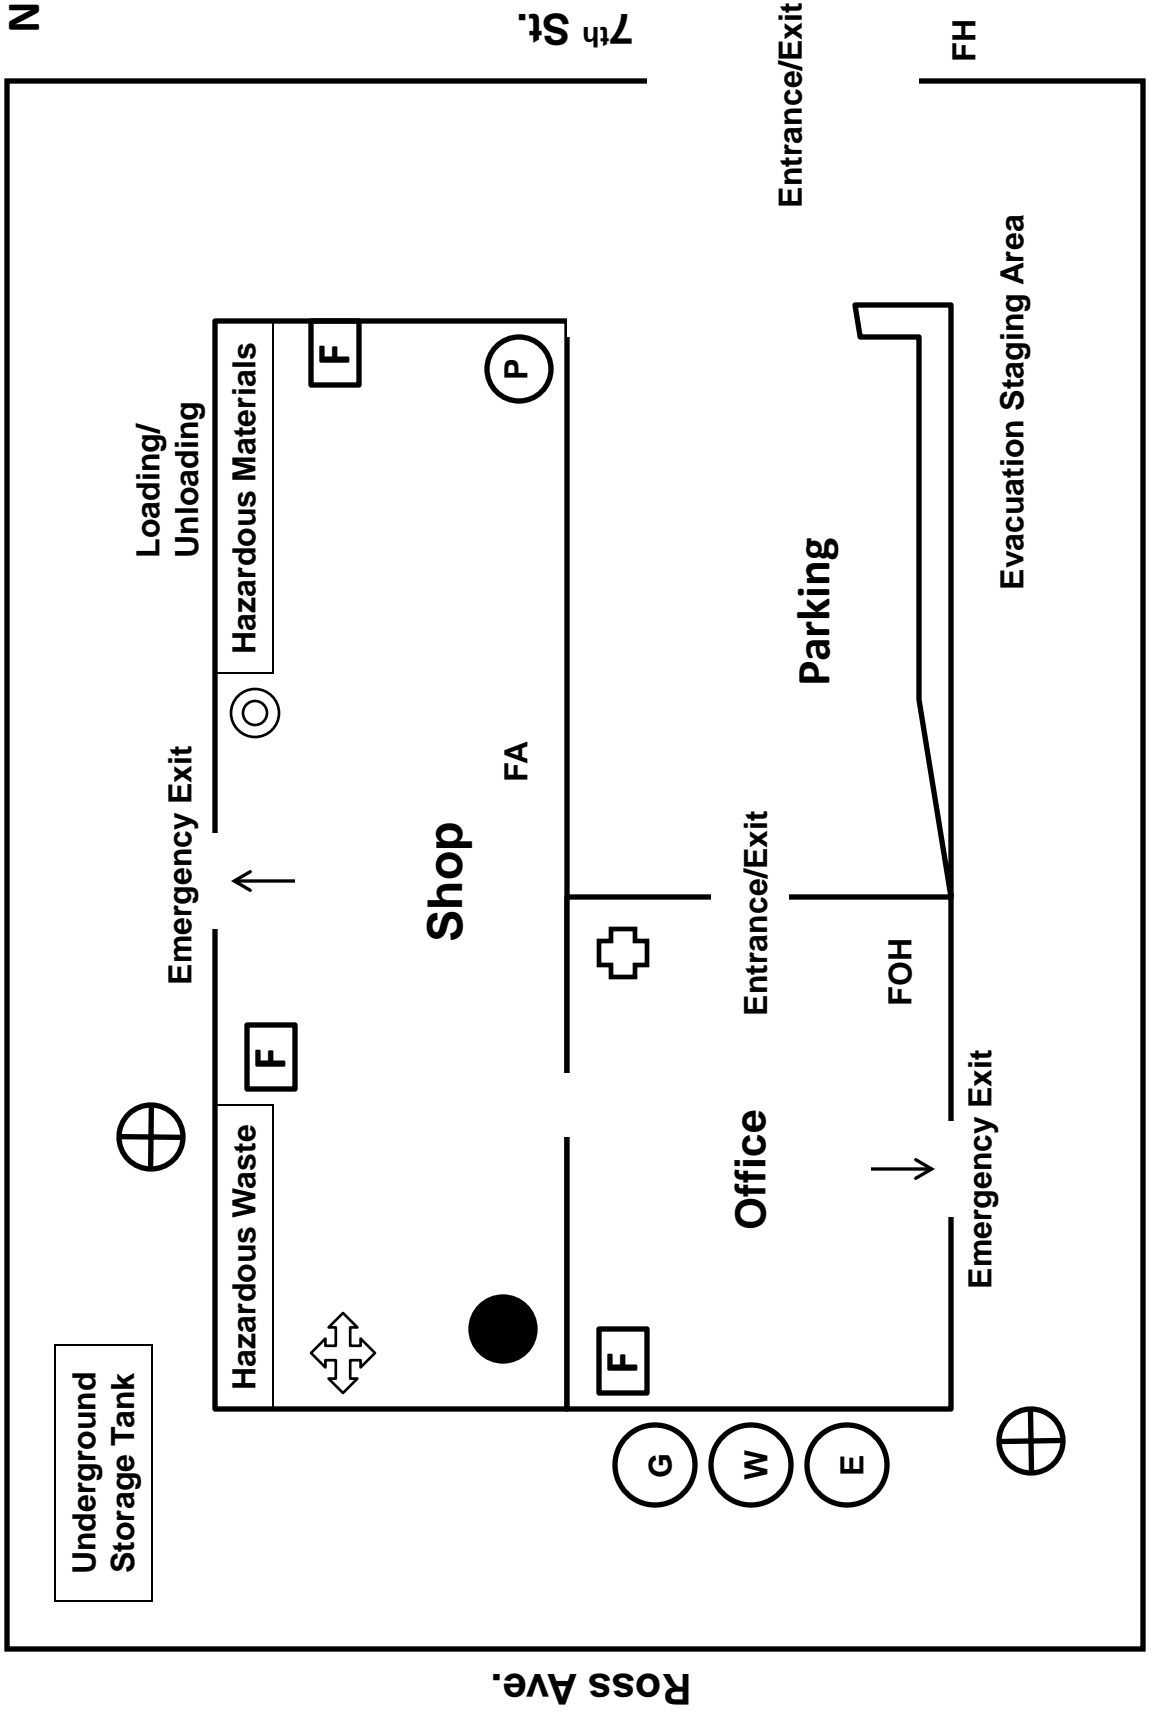 N
7th St.
Entrance/Exit
FH
Loading/
Unloading
Hazardous Materials
F
P
Evacuation Staging Area
Parking
Emergency Exit
FA
Shop
Entrance/Exit
FOH
F
Hazardous Waste
Office
Emergency Exit
F
Underground
Storage Tank
G
W
E
Ross Ave.